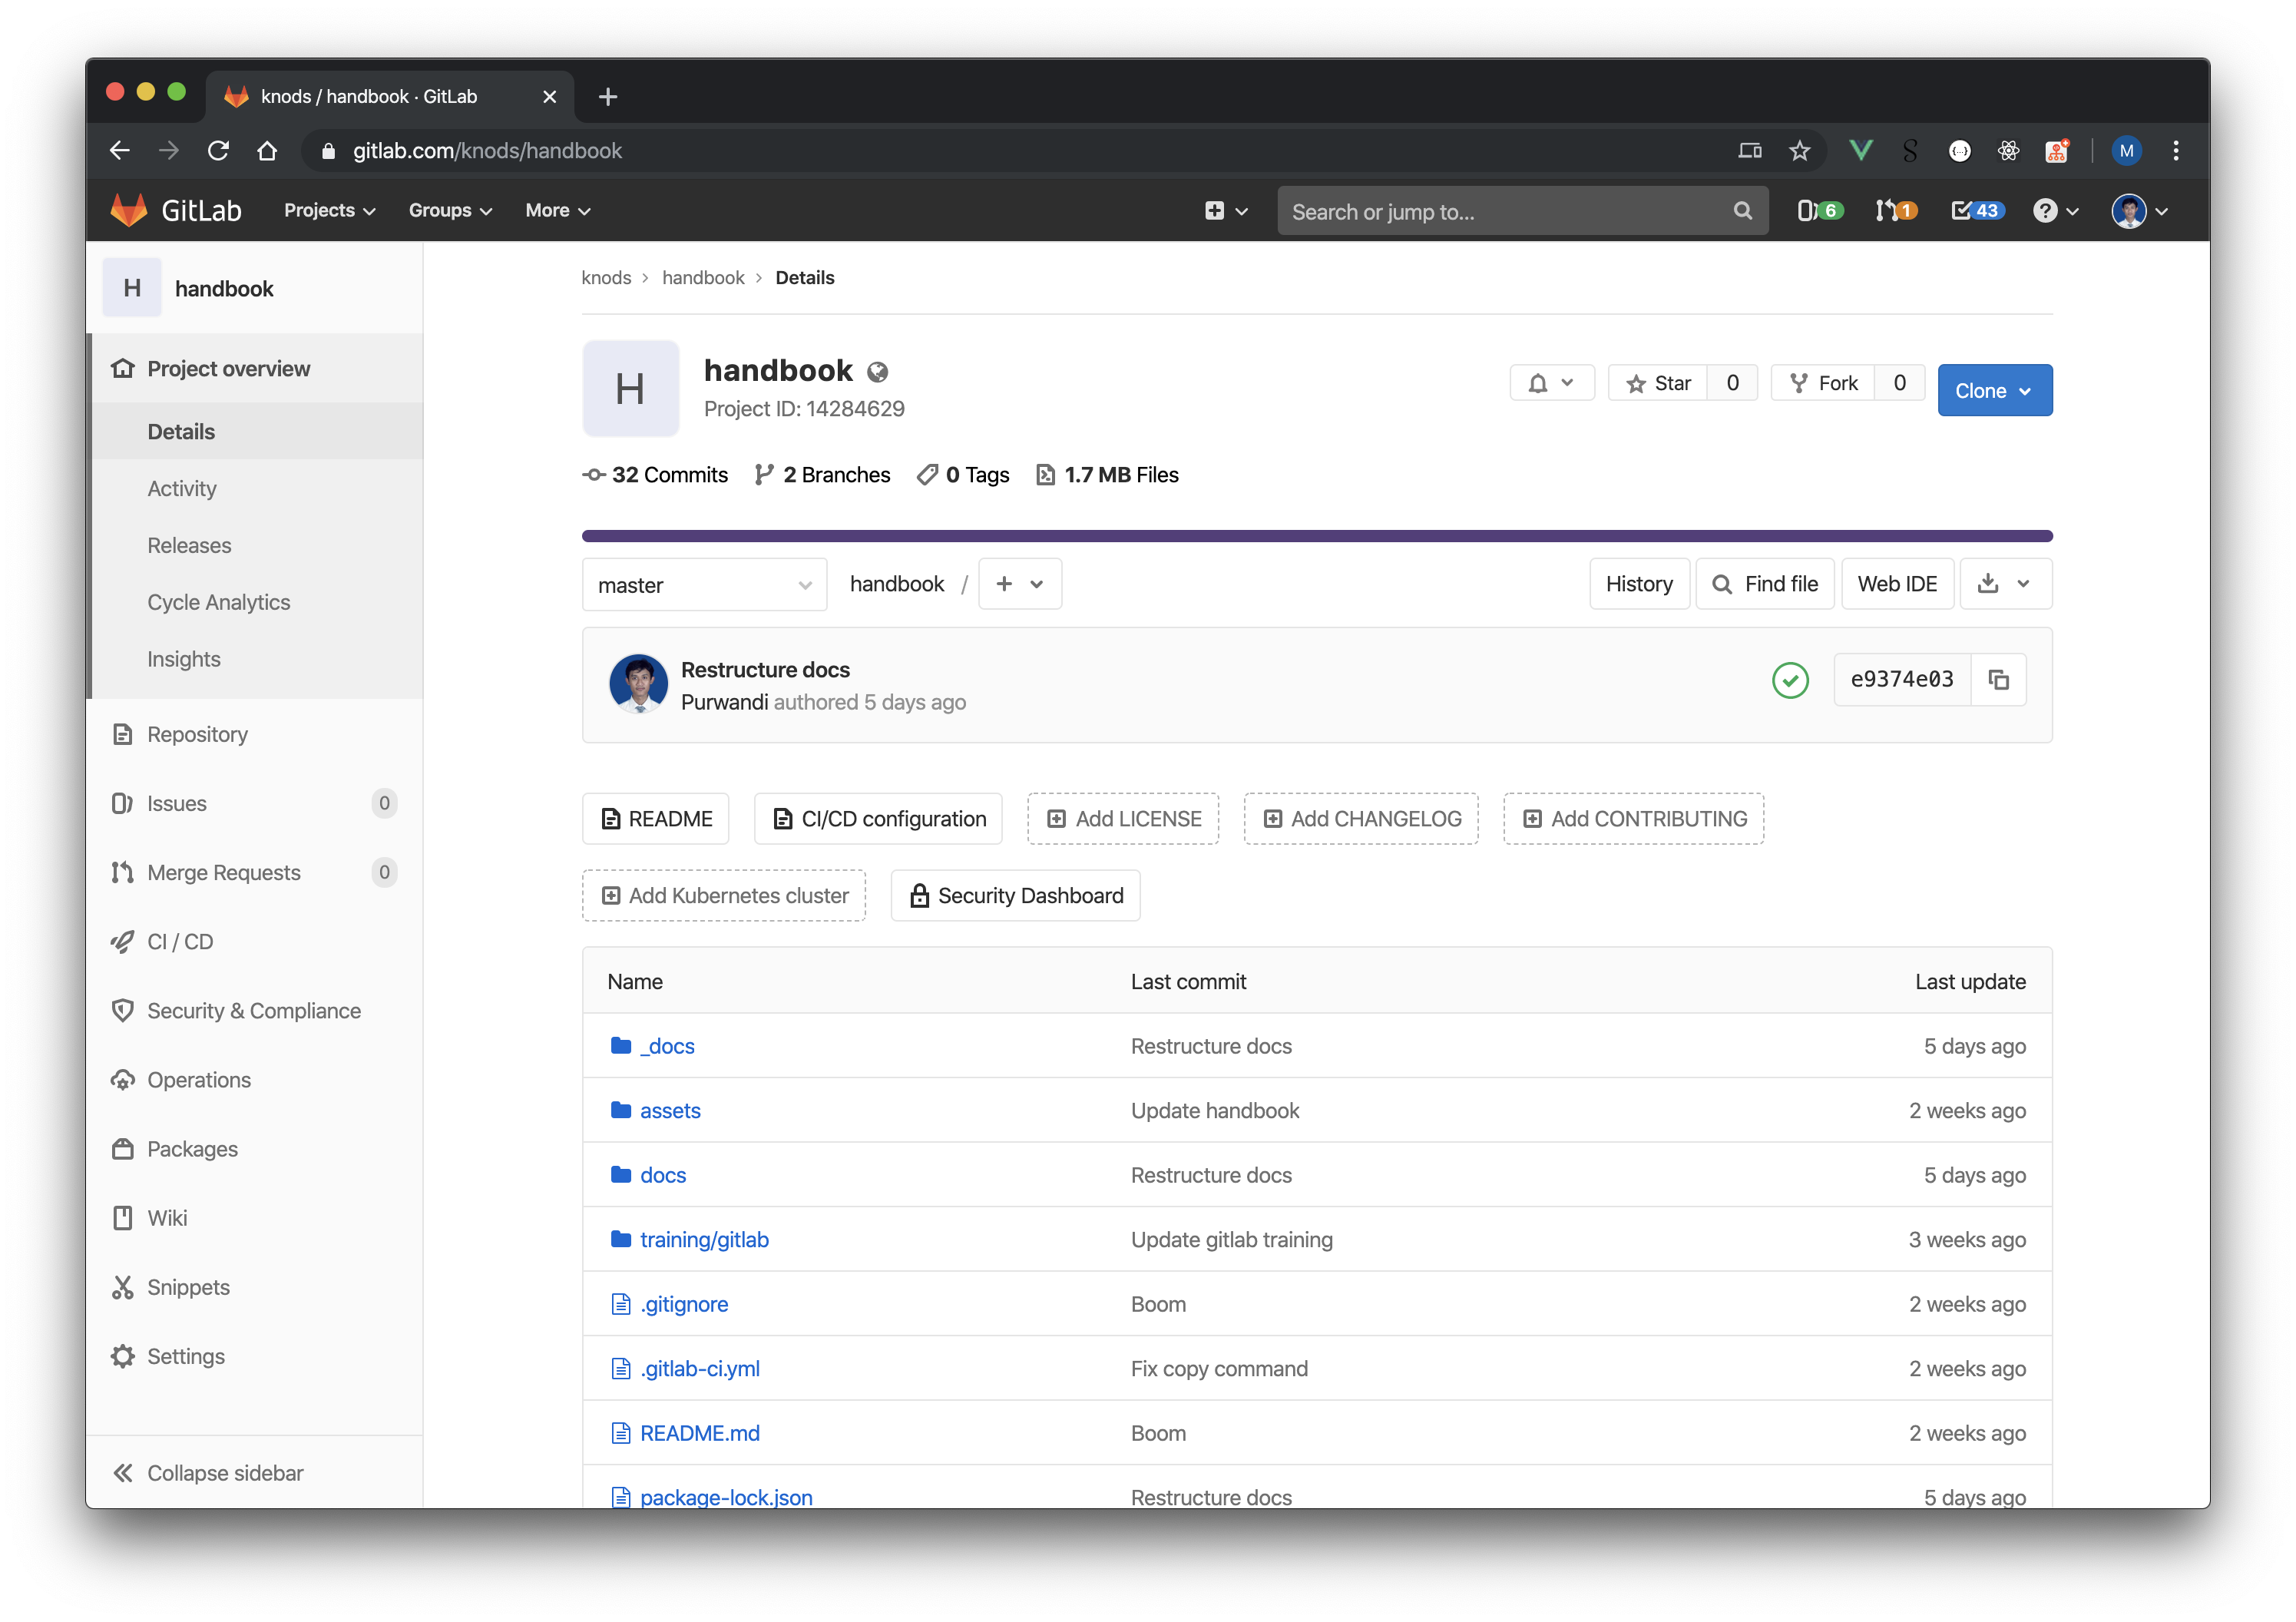 knods / handbook · GitLab
gitlab.com/knods/handbook
M
GitLab Projects Groups More Search or jump to... 6 1 43
H handbook
Project overview
Details
Activity
Releases
Cycle Analytics
Insights
Repository
Issues 0
Merge Requests 0
CI / CD
Security & Compliance
Operations
Packages
Wiki
Snippets
Settings
Collapse sidebar
knods > handbook > Details
H
handbook
Project ID: 14284629
Star 0 Fork 0 Clone
32 Commits 2 Branches 0 Tags 1.7 MB Files
master handbook / + History Find file Web IDE
Restructure docs
Purwandi authored 5 days ago
e9374e03
README CI/CD configuration Add LICENSE Add CHANGELOG Add CONTRIBUTING
Add Kubernetes cluster Security Dashboard
Name Last commit Last update
_docs Restructure docs 5 days ago
assets Update handbook 2 weeks ago
docs Restructure docs 5 days ago
training/gitlab Update gitlab training 3 weeks ago
.gitignore Boom 2 weeks ago
.gitlab-ci.yml Fix copy command 2 weeks ago
README.md Boom 2 weeks ago
package-lock.json Restructure docs 5 days ago